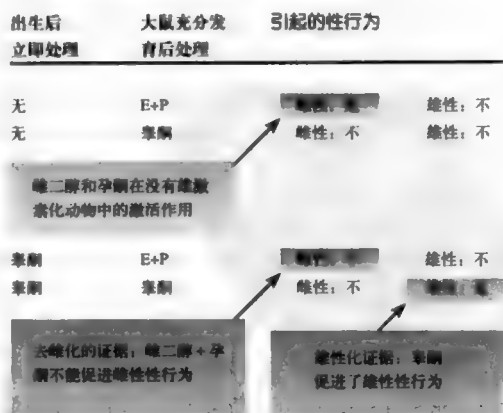 出生后 大鼠充分发 引起的性行为
立即处理 育后处理
无 E+P 雄性：不
无 睾酮 雌性：不 雄性：不
雌二醇和孕酮在没有雄激
素化动物中的激活作用
睾酮 E+P 雄性：不
睾酮 睾酮 雌性：不
去雄化的证据：雌二醇＋孕
酮不能促进雌性性行为
雄性化证据：睾酮
促进了雄性性行为